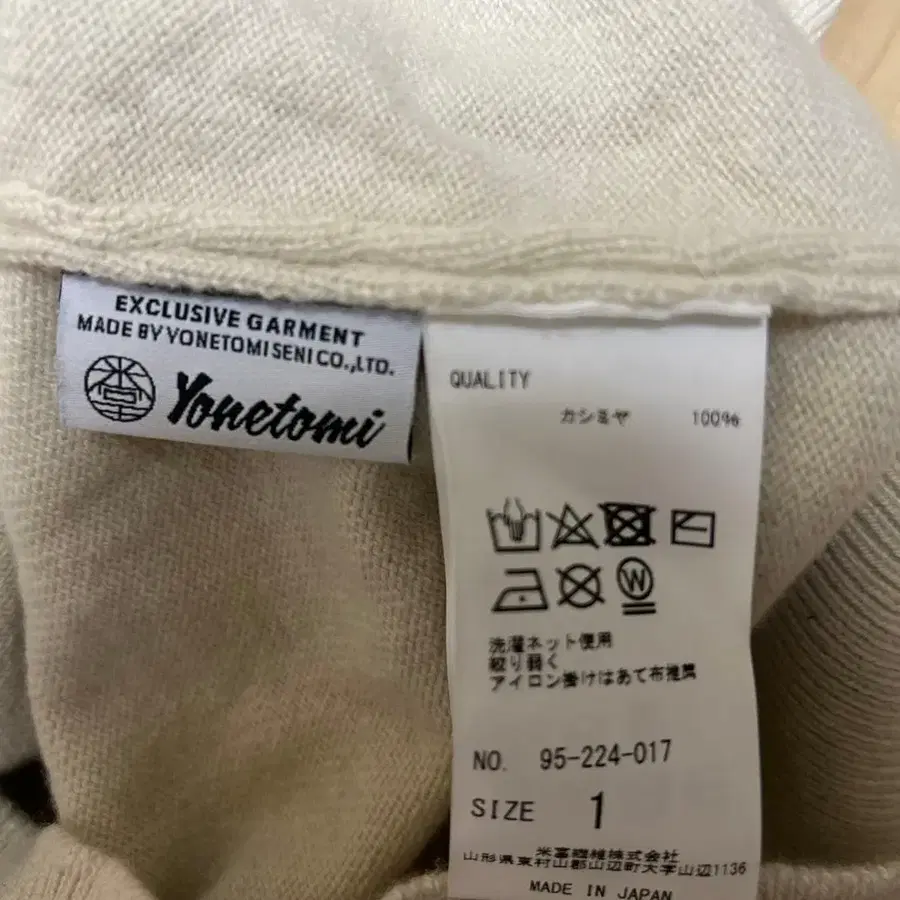 EXCLUSIVE GARMENT
MADE BY YONETOMISENI CO.,LTD.
Yonetomi
QUALITY
カシミヤ 100%
W
洗濯ネット使用
絞り弱く
アイロン掛けはあて布推薦
NO. 95-224-017
SIZE 1
米富繊維株式会社
山形県東村山郡山辺町大字山辺1136
MADE IN JAPAN